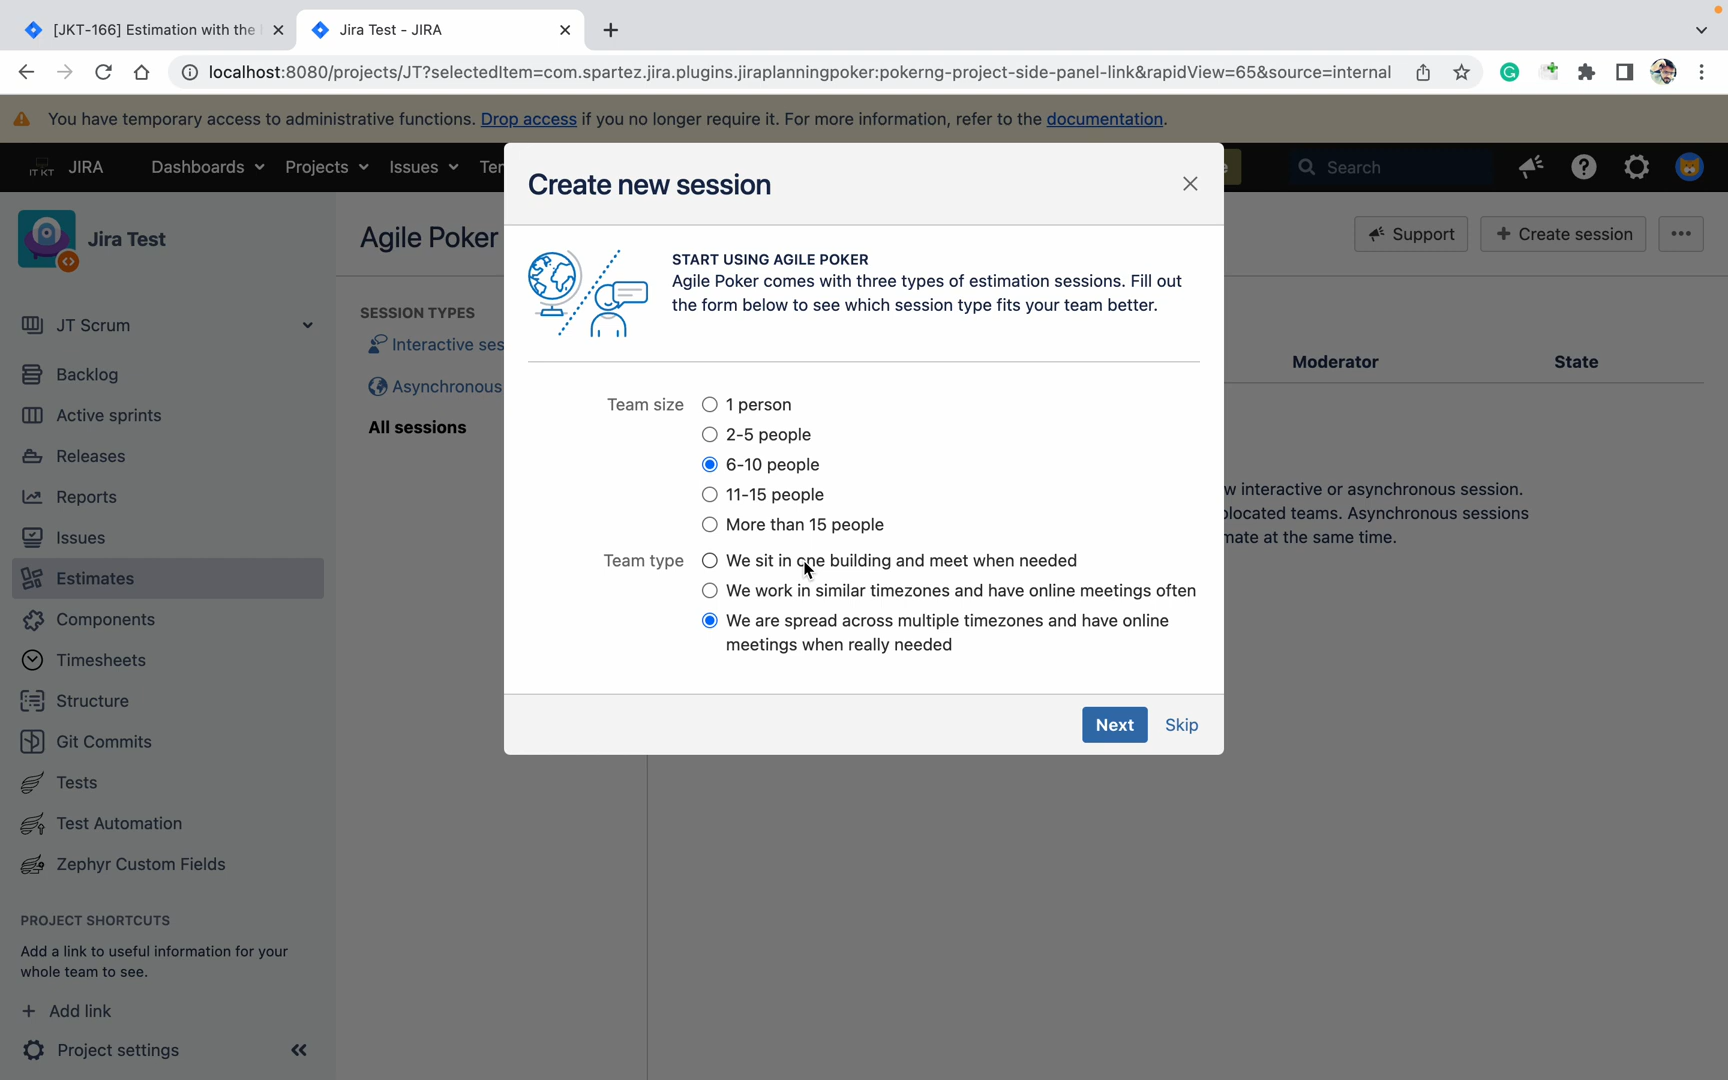 [JKT-166] Estimation with the
Jira Test - JIRA
localhost:8080/projects/JT?selectedItem=com.spartez.jira.plugins.jiraplanningpoker:pokerng-project-side-panel-link&rapidView=65&source=internal
You have temporary access to administrative functions. Drop access if you no longer require it. For more information, refer to the documentation.
IT KT JIRA Dashboards Projects Issues Search
Create new session
Jira Test
Agile Poker
Support
+ Create session
START USING AGILE POKER
Agile Poker comes with three types of estimation sessions. Fill out
the form below to see which session type fits your team better.
SESSION TYPES
Interactive ses
Asynchronous
All sessions
Moderator State
JT Scrum
Backlog
Active sprints
Releases
Reports
Issues
Estimates
Components
Timesheets
Structure
Git Commits
Tests
Test Automation
Zephyr Custom Fields
Team size
1 person
2-5 people
6-10 people
11-15 people
More than 15 people
Team type
We sit in one building and meet when needed
We work in similar timezones and have online meetings often
We are spread across multiple timezones and have online
meetings when really needed
w interactive or asynchronous session.
located teams. Asynchronous sessions
mate at the same time.
Next Skip
PROJECT SHORTCUTS
Add a link to useful information for your
whole team to see.
+ Add link
Project settings